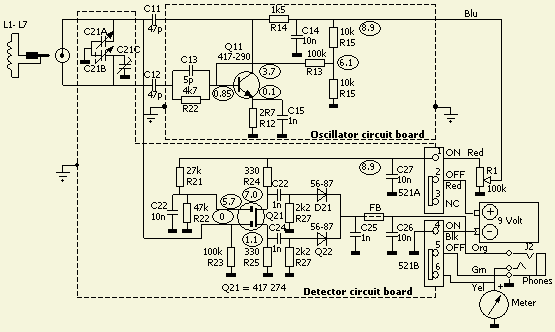 L1- L7
C21A
C21B
C21C
C11
47p
C12
47p
C13
5p
4k7
R22
Q11
417-290
0.85
3.7
0.1
1k5
R14
C14
10n
10k
R15
8.9
100k
R13
6.1
10k
R15
2R7
R12
C15
1n
Oscillator circuit board
Blu
27k
R21
330
R24
C22
10n
47k
R22
5.7
0
7.0
1.1
Q21
C22
1n
56-87
D21
2k2
R27
C24
1n
56-87
Q22
2k2
R27
100k
R23
330
R25
Q21 = 417 274
Detector circuit board
8.9
C27
10n
FB
C25
1n
C26
10n
1
2
3
521A
4
5
6
521B
ON Red
OFF
Red
NC
ON
Blk
OFF
Org
Grn
Yel
R1
100k
9 Volt
J2
Phones
+
Meter